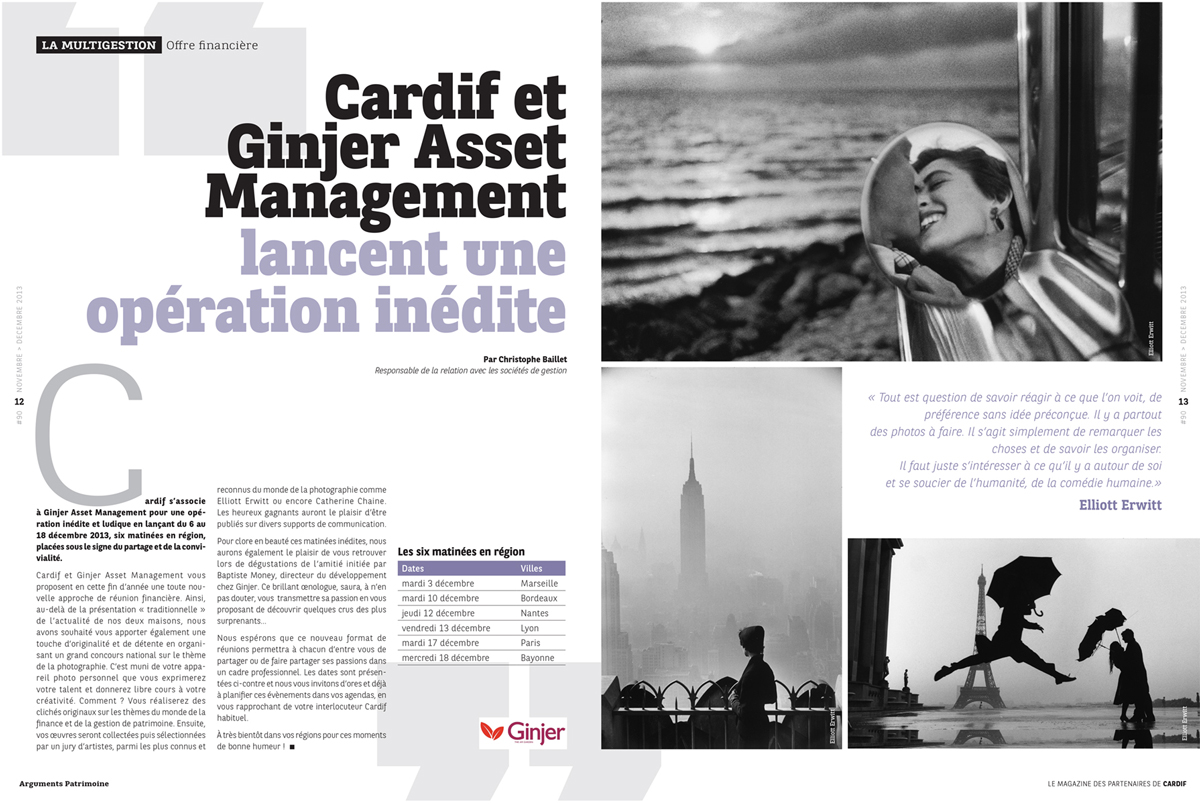 LA MULTIGESTION Offre financière
Cardif et
Ginjer Asset
Management
lancent une
opération inédite
Par Christophe Baillet
Responsable de la relation avec les sociétés de gestion
#90 NOVEMBRE > DECEMBRE 2013
12
Cardif s’associe
à Ginjer Asset Management pour une opé-
ration inédite et ludique en lançant du 6 au
18 décembre 2013, six matinées en région,
placées sous le signe du partage et de la convi-
vialité.
Cardif et Ginjer Asset Management vous
proposent en cette fin d’année une toute nou-
velle approche de réunion financière. Ainsi,
au-delà de la présentation « traditionnelle »
de l’actualité de nos deux maisons, nous
avons souhaité vous apporter également une
touche d’originalité et de détente en organi-
sant un grand concours national sur le thème
de la photographie. C’est muni de votre appa-
reil photo personnel que vous exprimerez
votre talent et donnerez libre cours à votre
créativité. Comment ? Vous réaliserez des
clichés originaux sur les thèmes du monde de la
finance et de la gestion de patrimoine. Ensuite,
vos œuvres seront collectées puis sélectionnées
par un jury d’artistes, parmi les plus connus et
reconnus du monde de la photographie comme
Elliott Erwitt ou encore Catherine Chaine.
Les heureux gagnants auront le plaisir d’être
publiés sur divers supports de communication.
Pour clore en beauté ces matinées inédites, nous
aurons également le plaisir de vous retrouver
lors de dégustations de l’amitié initiée par
Baptiste Money, directeur du développement
chez Ginjer. Ce brillant œnologue, saura, à n’en
pas douter, vous transmettre sa passion en vous
proposant de découvrir quelques crus des plus
surprenants...
Nous espérons que ce nouveau format de
réunions permettra à chacun d’entre vous de
partager ou de faire partager ses passions dans
un cadre professionnel. Les dates sont présen-
tées ci-contre et nous vous invitons d’ores et déjà
à planifier ces évènements dans vos agendas, en
vous rapprochant de votre interlocuteur Cardif
habituel.
À très bientôt dans vos régions pour ces moments
de bonne humeur ! ■
Les six matinées en région
Dates Villes
mardi 3 décembre Marseille
mardi 10 décembre Bordeaux
jeudi 12 décembre Nantes
vendredi 13 décembre Lyon
mardi 17 décembre Paris
mercredi 18 décembre Bayonne
Ginjer
Arguments Patrimoine
Elliott Erwitt
« Tout est question de savoir réagir à ce que l’on voit, de
préférence sans idée préconçue. Il y a partout
des photos à faire. Il s’agit simplement de remarquer les
choses et de savoir les organiser.
Il faut juste s’intéresser à ce qu’il y a autour de soi
et se soucier de l’humanité, de la comédie humaine.»
Elliott Erwitt
Elliott Erwitt
Elliott Erwitt
#90 NOVEMBRE > DECEMBRE 2013
13
LE MAGAZINE DES PARTENAIRES DE CARDIF